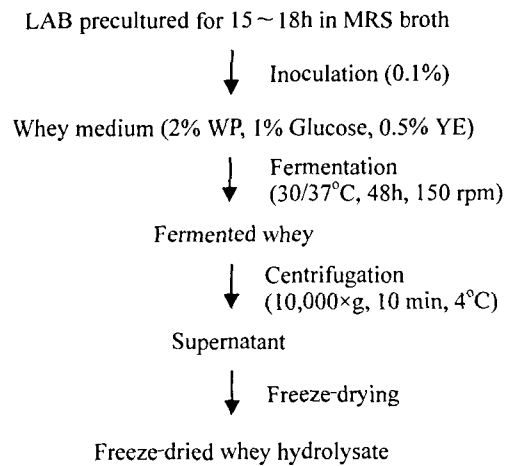 LAB precultured for 15~18h in MRS broth
Inoculation (0.1%)
Whey medium (2% WP, 1% Glucose, 0.5% YE)
Fermentation
(30/37°C, 48h, 150 rpm)
Fermented whey
Centrifugation
(10,000×g, 10 min, 4°C)
Supernatant
Freeze-drying
Freeze-dried whey hydrolysate